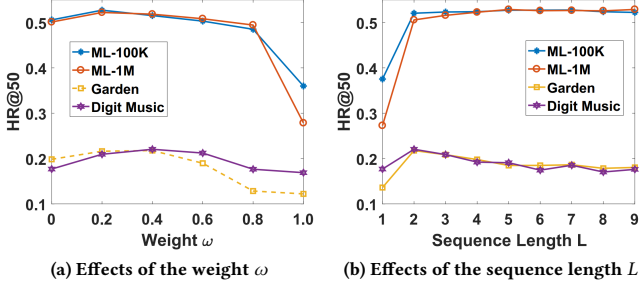 HR@50
0.5
0.4
0.3
0.2
0.1
ML-100K
ML-1M
Garden
Digit Music
0 0.2 0.4 0.6 0.8 1.0
Weight ω
(a) Effects of the weight ω
HR@50
0.5
0.4
0.3
0.2
0.1
ML-100K
ML-1M
Garden
Digit Music
1 2 3 4 5 6 7 8 9
Sequence Length L
(b) Effects of the sequence length L